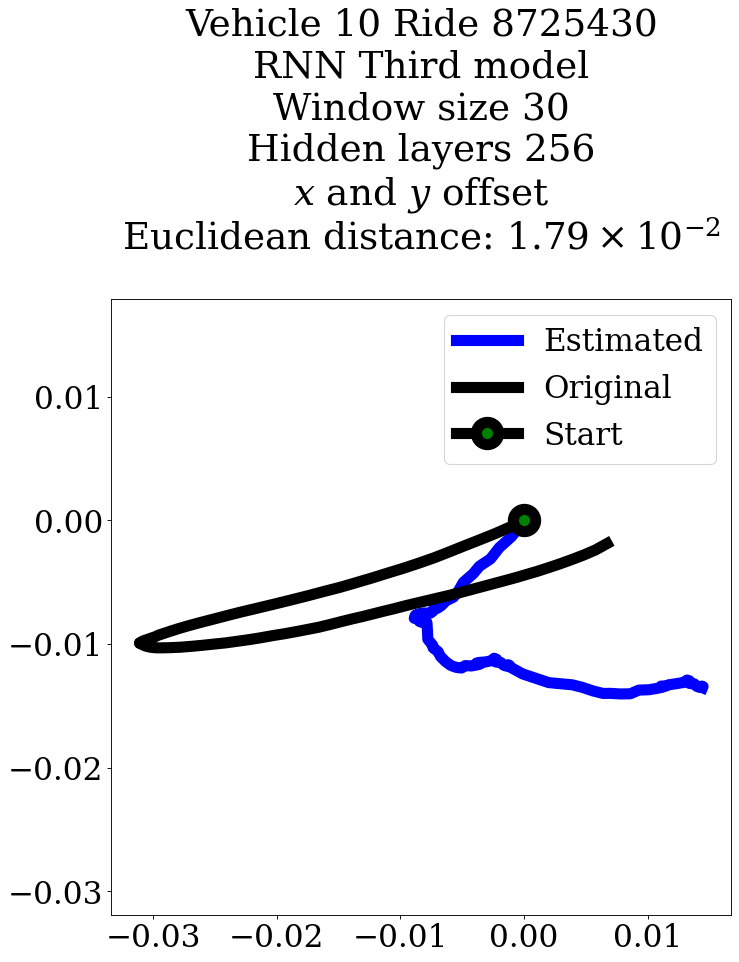 Vehicle 10 Ride 8725430
RNN Third model
Window size 30
Hidden layers 256
x and y offset
Euclidean distance: 1.79 × 10⁻²
Estimated
Original
Start
0.01
0.00
−0.01
−0.02
−0.03
−0.03 −0.02 −0.01 0.00 0.01